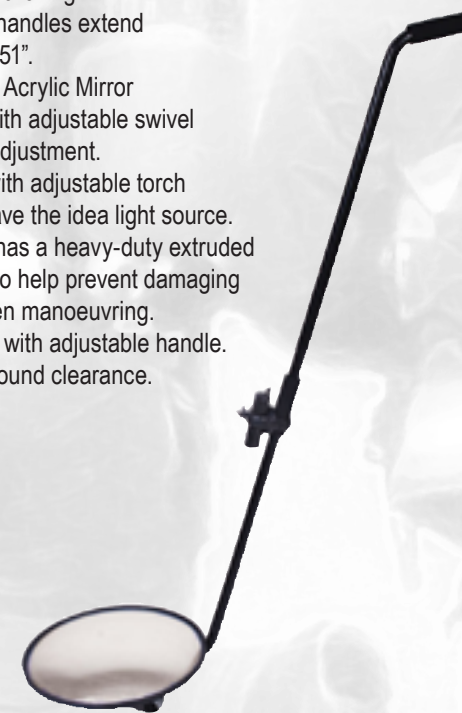 handles extend
51”.
Acrylic Mirror
ith adjustable swivel
djustment.
ith adjustable torch
ave the idea light source.
has a heavy-duty extruded
o help prevent damaging
en manoeuvring.
with adjustable handle.
ound clearance.